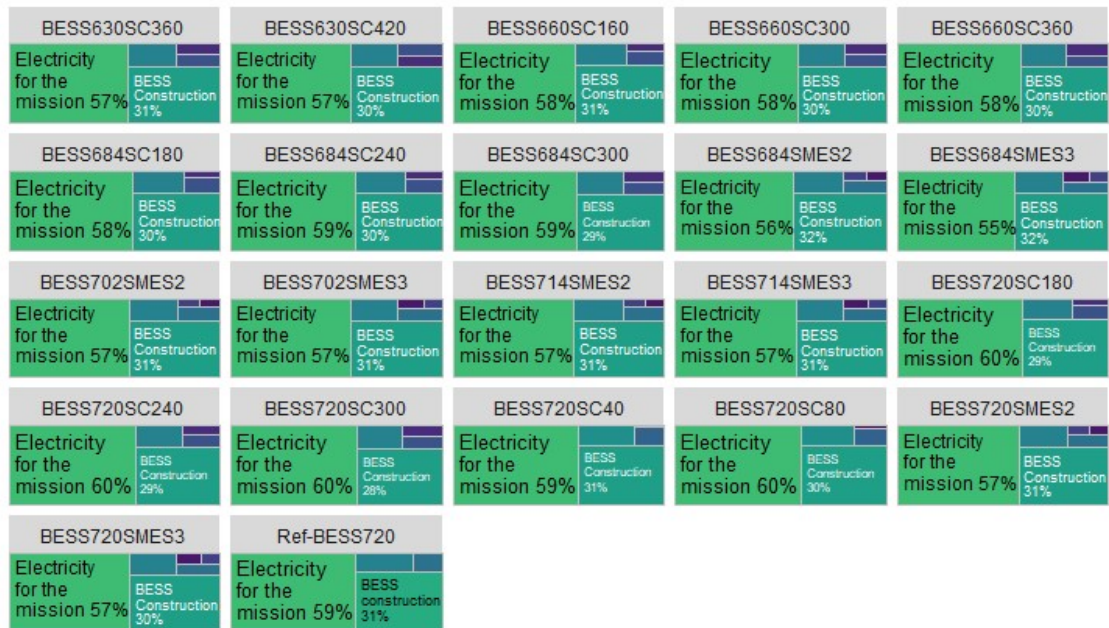 BESS630SC360
Electricity
for the
mission 57%
BESS
Construction
31%
BESS630SC420
Electricity
for the
mission 57%
BESS
Construction
30%
BESS660SC160
Electricity
for the
mission 58%
BESS
Construction
31%
BESS660SC300
Electricity
for the
mission 58%
BESS
Construction
30%
BESS660SC360
Electricity
for the
mission 58%
BESS
Construction
30%
BESS684SC180
Electricity
for the
mission 58%
BESS
Construction
30%
BESS684SC240
Electricity
for the
mission 59%
BESS
Construction
30%
BESS684SC300
Electricity
for the
mission 59%
BESS
Construction
29%
BESS684SMES2
Electricity
for the
mission 56%
BESS
Construction
32%
BESS684SMES3
Electricity
for the
mission 55%
BESS
Construction
32%
BESS702SMES2
Electricity
for the
mission 57%
BESS
Construction
31%
BESS702SMES3
Electricity
for the
mission 57%
BESS
Construction
31%
BESS714SMES2
Electricity
for the
mission 57%
BESS
Construction
31%
BESS714SMES3
Electricity
for the
mission 57%
BESS
Construction
31%
BESS720SC180
Electricity
for the
mission 60%
BESS
Construction
29%
BESS720SC240
Electricity
for the
mission 60%
BESS
Construction
29%
BESS720SC300
Electricity
for the
mission 60%
BESS
Construction
28%
BESS720SC40
Electricity
for the
mission 59%
BESS
Construction
31%
BESS720SC80
Electricity
for the
mission 60%
BESS
Construction
30%
BESS720SMES2
Electricity
for the
mission 57%
BESS
Construction
31%
BESS720SMES3
Electricity
for the
mission 57%
BESS
Construction
30%
Ref-BESS720
Electricity
for the
mission 59%
BESS
construction
31%